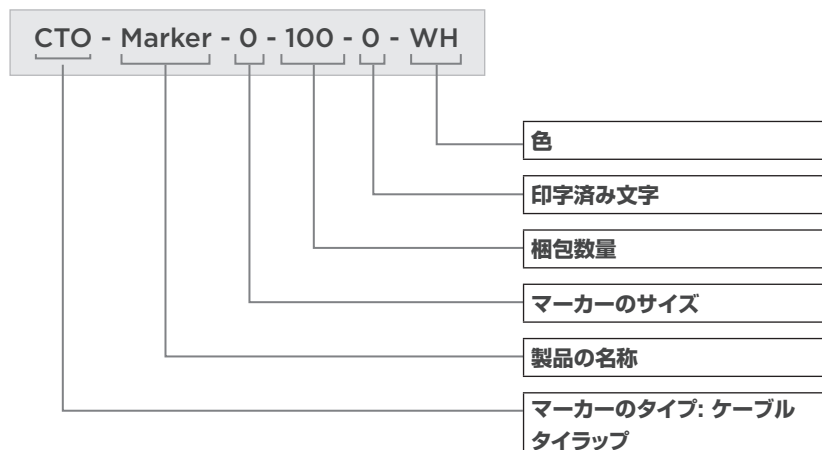 CTO - Marker - 0 - 100 - 0 - WH
色
印字済み文字
梱包数量
マーカーのサイズ
製品の名称
マーカーのタイプ: ケーブル
タイラップ